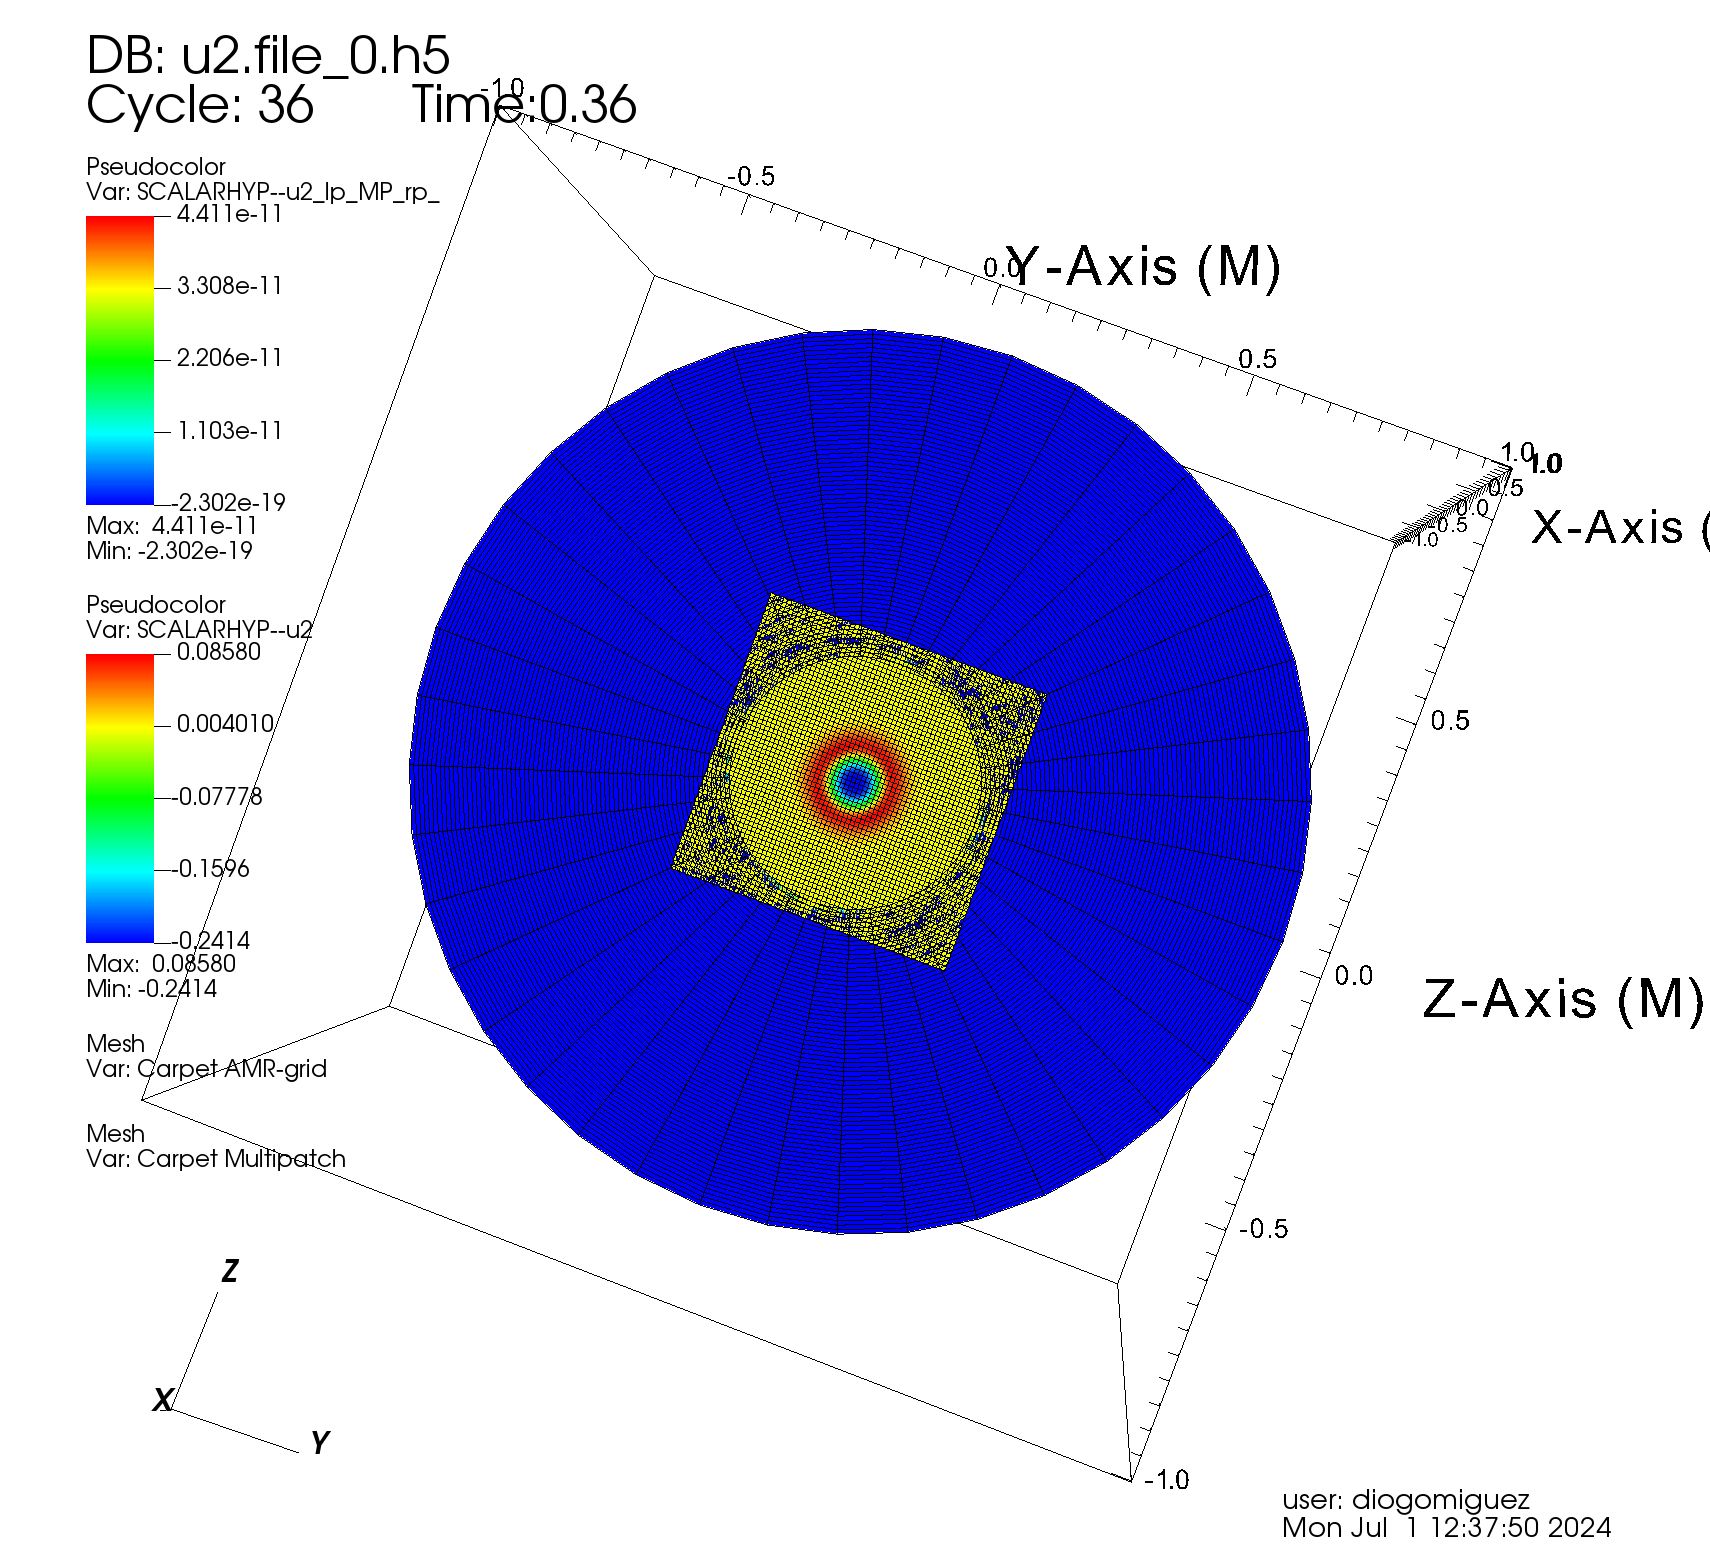 DB: u2.file_0.h5
Cycle: 36 Time:0.36
-1.0
-0.5
0.0
0.5
1.0
Y-Axis (M)
Pseudocolor
Var: SCALARHYP--u2_lp_MP_rp_
4.411e-11
3.308e-11
2.206e-11
1.103e-11
-2.302e-19
Max: 4.411e-11
Min: -2.302e-19
1.0
0.5
0.0
-0.5
-1.0
X-Axis (
Pseudocolor
Var: SCALARHYP--u2
0.08580
0.004010
-0.07778
-0.1596
-0.2414
Max: 0.08580
Min: -0.2414
1.0
0.5
0.0
-0.5
-1.0
Z-Axis (M)
Mesh
Var: Carpet AMR-grid
Mesh
Var: Carpet Multipatch
Z
X
Y
user: diogomiguez
Mon Jul 1 12:37:50 2024